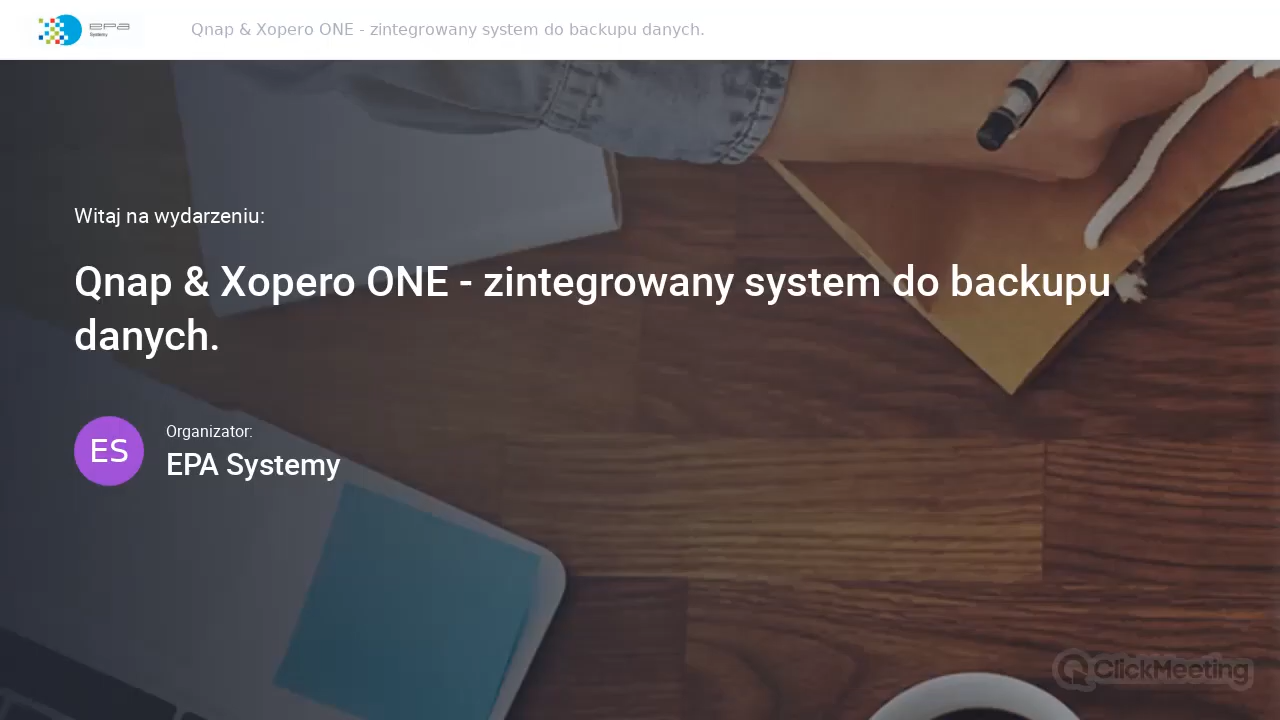 epa
Systemy
Qnap & Xopero ONE - zintegrowany system do backupu danych.
Witaj na wydarzeniu:
Qnap & Xopero ONE - zintegrowany system do backupu
danych.
ES
Organizator:
EPA Systemy
ClickMeeting